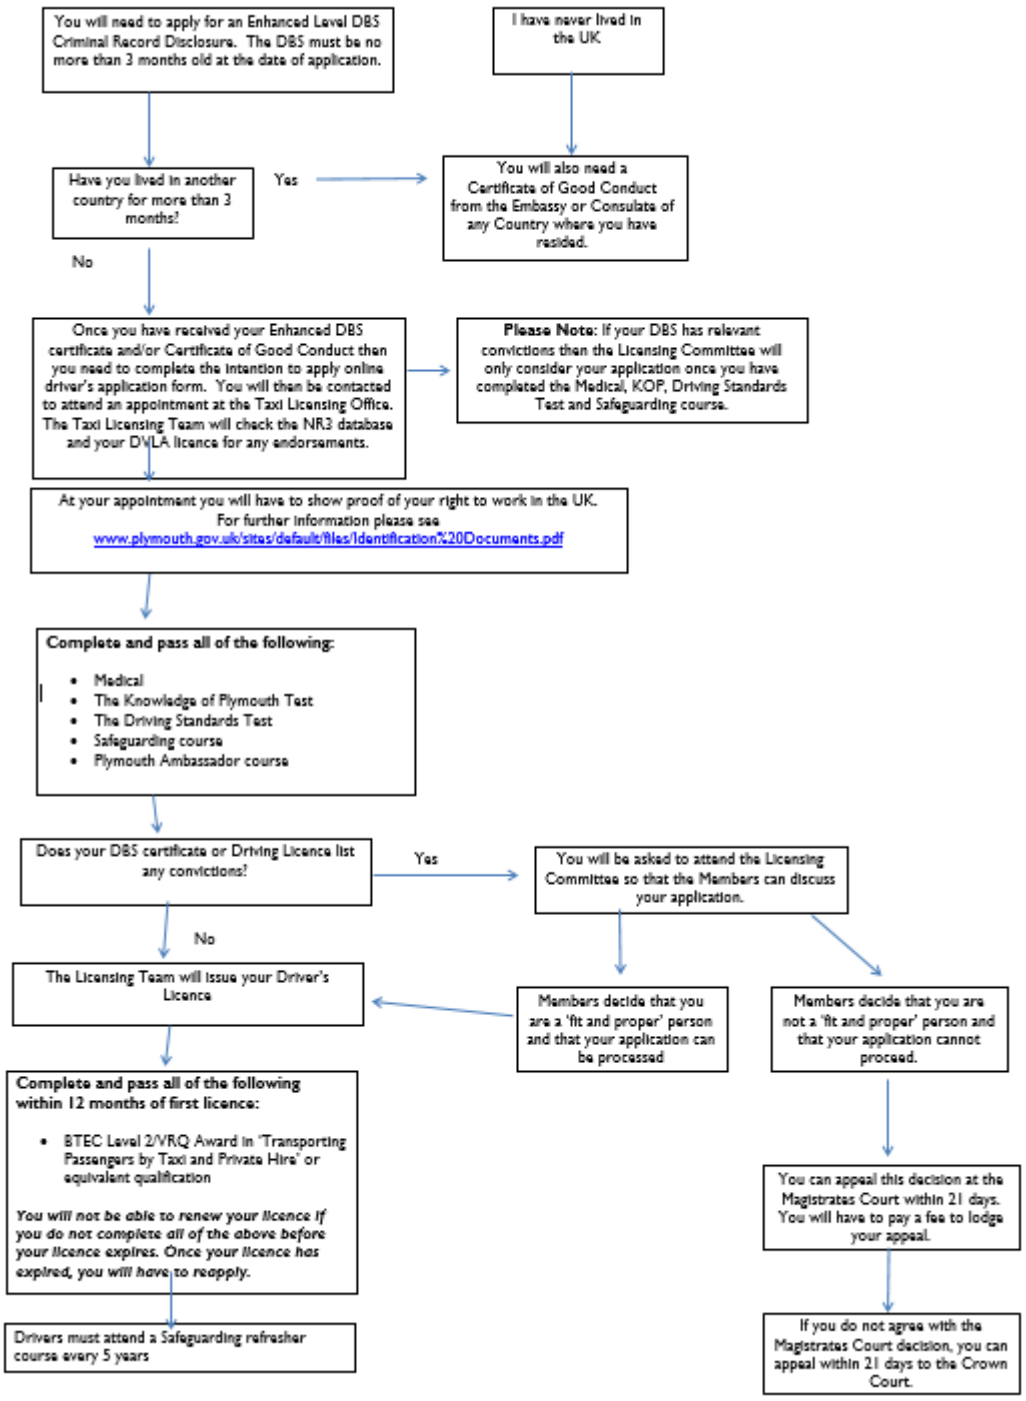 You will need to apply for an Enhanced Level DBS
Criminal Record Disclosure. The DBS must be no
more than 3 months old at the date of application.
I have never lived in
the UK
Have you lived in another
country for more than 3
months?
Yes
You will also need a
Certificate of Good Conduct
from the Embassy or Consulate of
any Country where you have
resided.
No
Once you have received your Enhanced DBS
certificate and/or Certificate of Good Conduct then
you need to complete the intention to apply online
driver's application form. You will then be contacted
to attend an appointment at the Taxi Licensing Office.
The Taxi Licensing Team will check the NR3 database
and your DVLA licence for any endorsements.
Please Note: If your DBS has relevant
convictions then the Licensing Committee will
only consider your application once you have
completed the Medical, KOP, Driving Standards
Test and Safeguarding course.
At your appointment you will have to show proof of your right to work in the UK.
For further information please see
www.plymouth.gov.uk/sites/default/files/Identification%20Documents.pdf
Complete and pass all of the following:
• Medical
• The Knowledge of Plymouth Test
• The Driving Standards Test
• Safeguarding course
• Plymouth Ambassador course
Does your DBS certificate or Driving Licence list
any convictions?
Yes
You will be asked to attend the Licensing
Committee so that the Members can discuss
your application.
No
The Licensing Team will issue your Driver's
Licence
Members decide that you
are a 'fit and proper' person
and that your application can
be processed
Members decide that you are
not a 'fit and proper' person and
that your application cannot
proceed.
Complete and pass all of the following
within 12 months of first licence:
• BTEC Level 2/VRQ Award in 'Transporting
Passengers by Taxi and Private Hire' or
equivalent qualification
You will not be able to renew your licence if
you do not complete all of the above before
your licence expires. Once your licence has
expired, you will have to reapply.
You can appeal this decision at the
Magistrates Court within 21 days.
You will have to pay a fee to lodge
your appeal.
Drivers must attend a Safeguarding refresher
course every 5 years
If you do not agree with the
Magistrates Court decision, you can
appeal within 21 days to the Crown
Court.